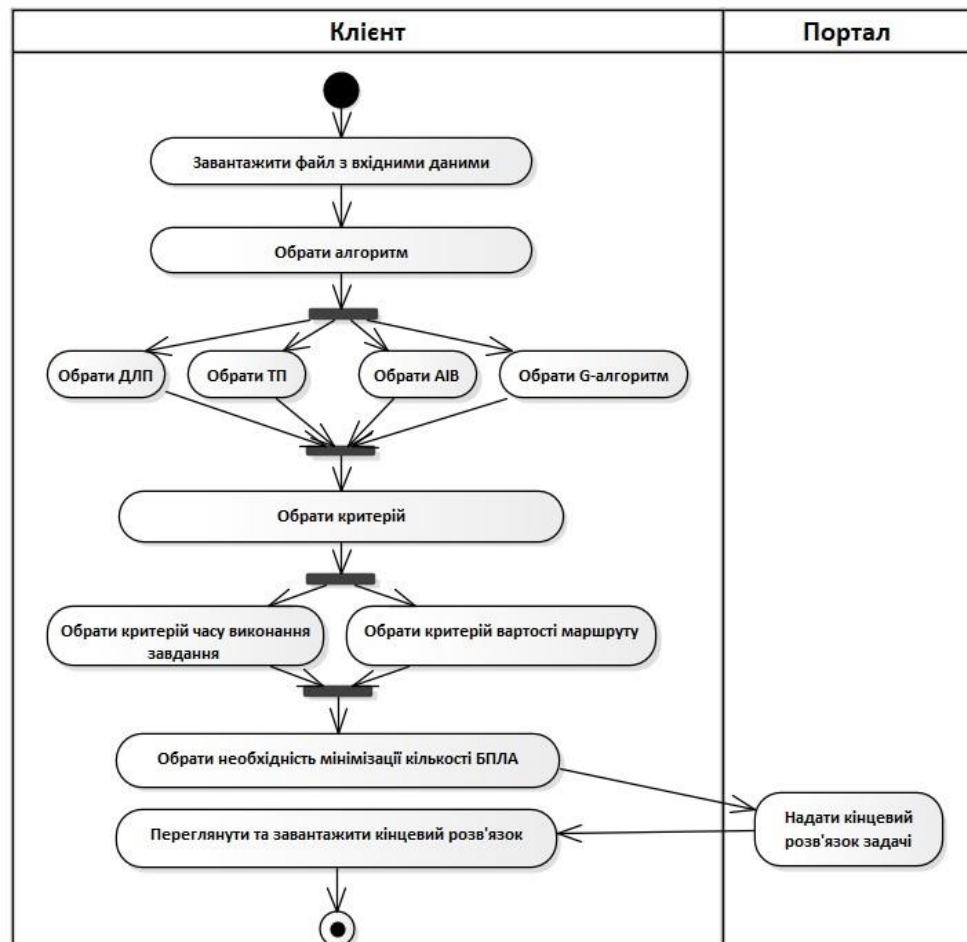 Клієнт
Портал
Завантажити файл з вхідними даними
Обрати алгоритм
Обрати ДЛП
Обрати ТП
Обрати АІВ
Обрати G-алгоритм
Обрати критерій
Обрати критерій часу виконання
завдання
Обрати критерій вартості маршруту
Обрати необхідність мінімізації кількості БПЛА
Надати кінцевий
розв'язок задачі
Переглянути та завантажити кінцевий розв'язок